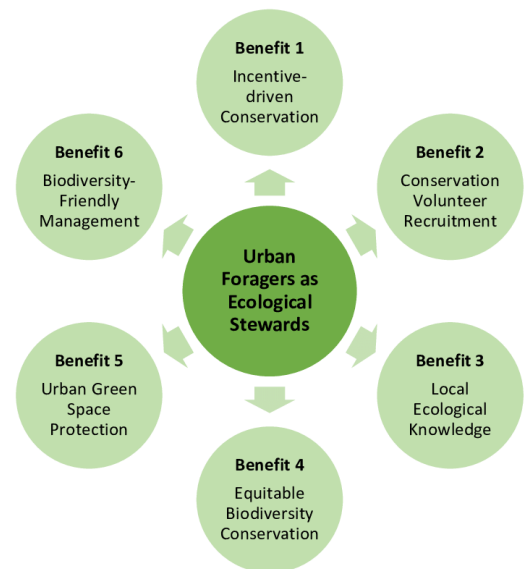 Benefit 1
Incentive-
driven
Conservation
Benefit 6
Biodiversity-
Friendly
Management
Benefit 2
Conservation
Volunteer
Recruitment
Urban
Foragers as
Ecological
Stewards
Benefit 5
Urban Green
Space
Protection
Benefit 3
Local
Ecological
Knowledge
Benefit 4
Equitable
Biodiversity
Conservation